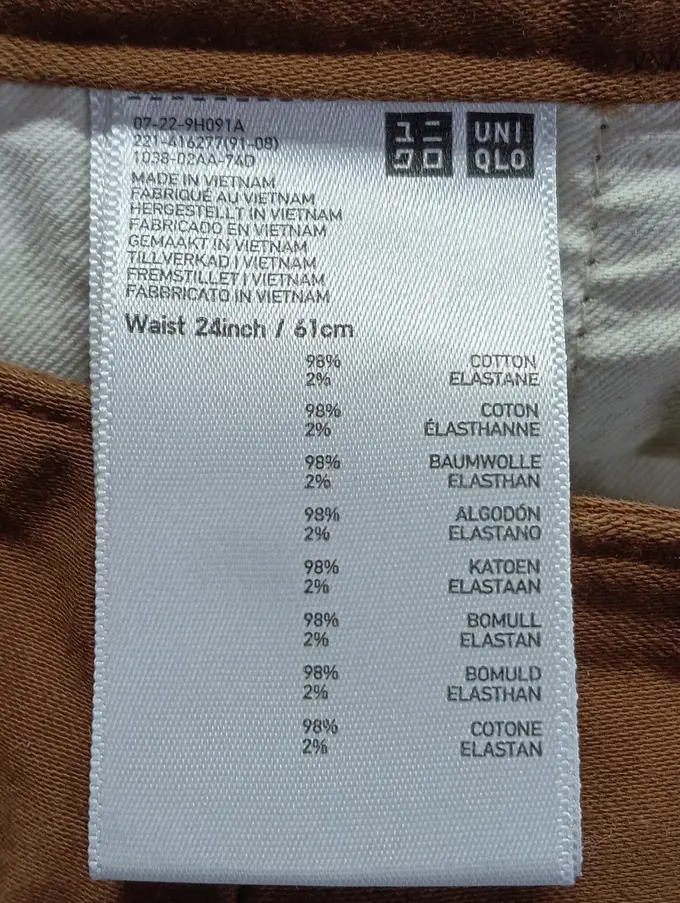 07-22-9H091A
221-416277(91-08)
1038-02AA-74D
MADE IN VIETNAM
FABRIQUÉ AU VIETNAM
HERGESTELLT IN VIETNAM
FABRICADO EN VIETNAM
GEMAAKT IN VIETNAM
TILLVERKAD I VIETNAM
FREMSTILLET I VIETNAM
FABBRICATO IN VIETNAM
ユニ
クロ
UNI
QLO
Waist 24inch / 61cm
98% COTTON
2% ELASTANE
98% COTON
2% ÉLASTHANNE
98% BAUMWOLLE
2% ELASTHAN
98% ALGODÓN
2% ELASTANO
98% KATOEN
2% ELASTAAN
98% BOMULL
2% ELASTAN
98% BOMULD
2% ELASTHAN
98% COTONE
2% ELASTAN